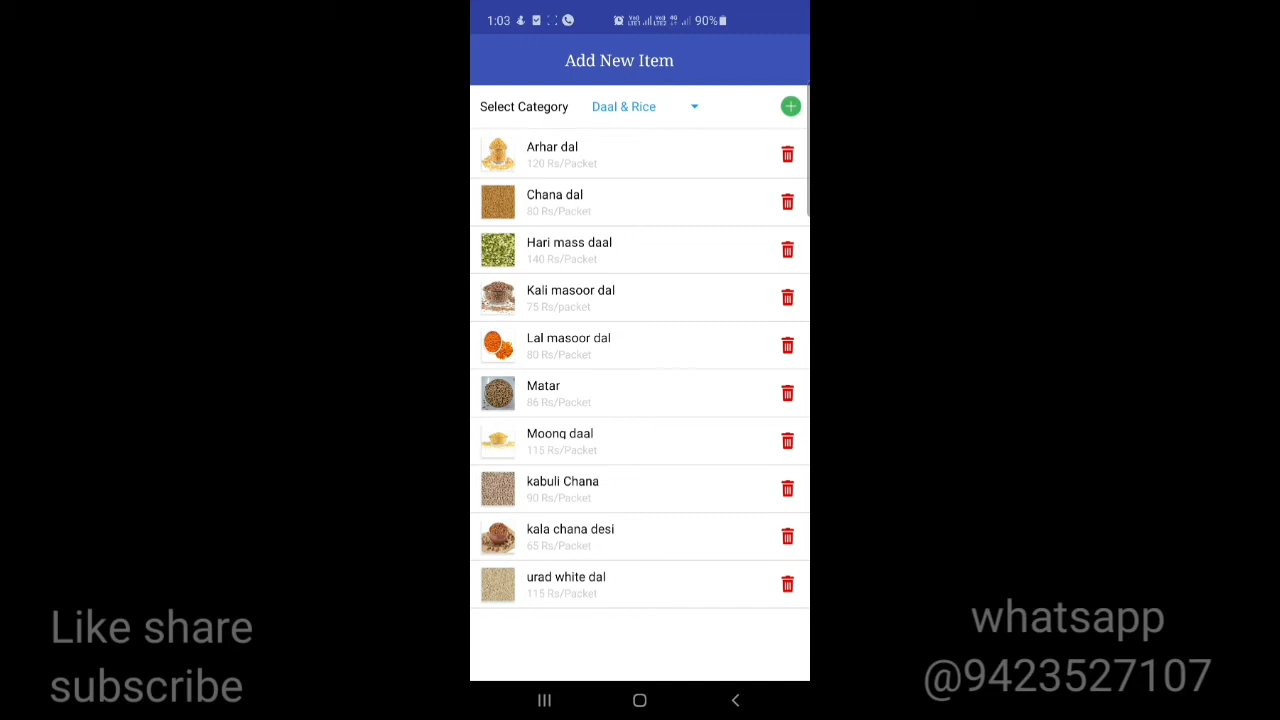 1:03
90%
Add New Item
Select Category Daal & Rice
Arhar dal
120 Rs/Packet
Chana dal
80 Rs/Packet
Hari mass daal
140 Rs/Packet
Kali masoor dal
75 Rs/packet
Lal masoor dal
80 Rs/Packet
Matar
86 Rs/Packet
Moong daal
115 Rs/Packet
kabuli Chana
90 Rs/Packet
kala chana desi
65 Rs/Packet
urad white dal
115 Rs/Packet
Like share
subscribe
whatsapp
@9423527107